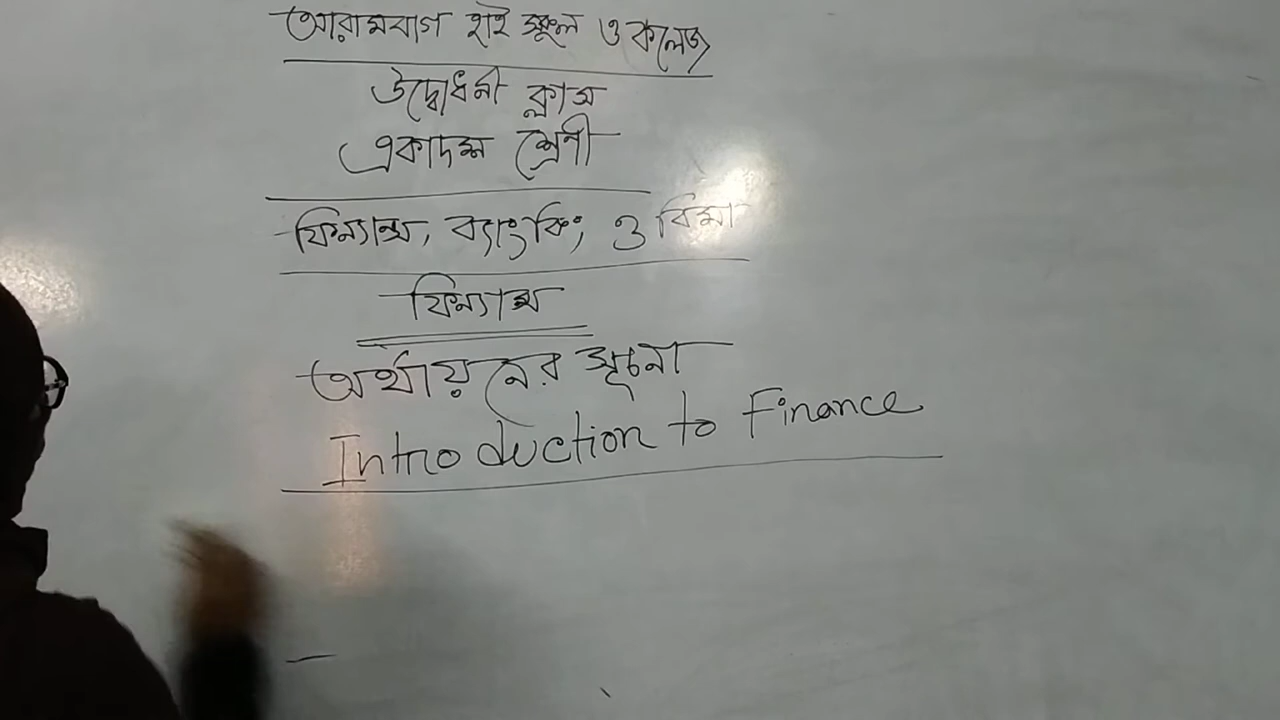 আরামবাগ হাই স্কুল ও কলেজ
উদ্বোধনী ক্লাস
একাদশ শ্রেণী
ফিন্যান্স, ব্যাংকিং ও বিমা
ফিন্যান্স
অর্থায়নের সূচনা
Introduction to Finance